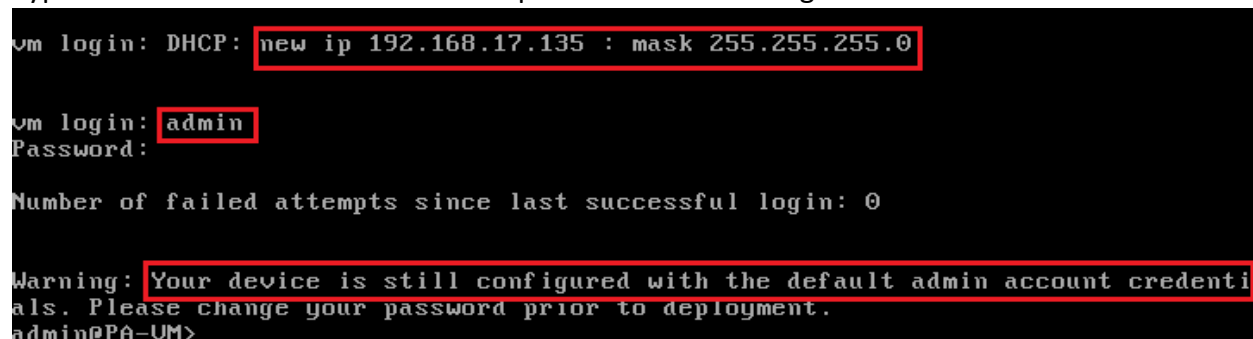 vm login: DHCP: new ip 192.168.17.135 : mask 255.255.255.0
vm login: admin
Password:
Number of failed attempts since last successful login: 0
Warning: Your device is still configured with the default admin account credenti
als. Please change your password prior to deployment.
admin@PA-VM>